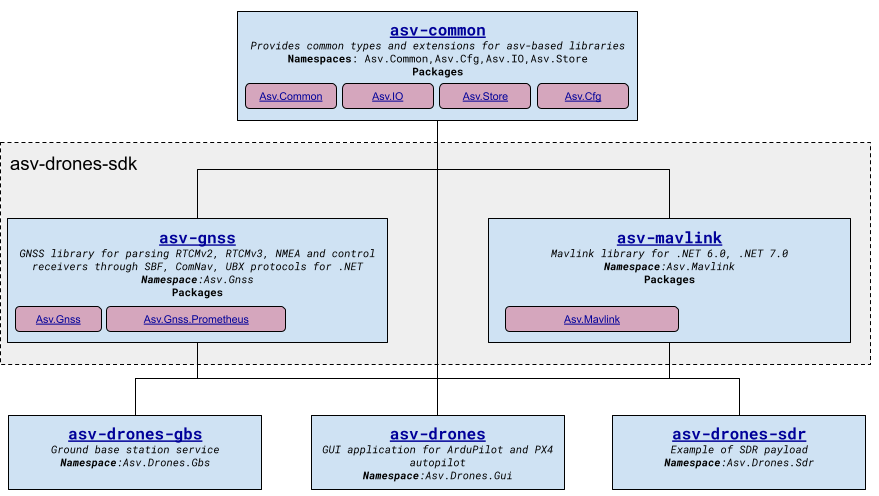 asv-common
Provides common types and extensions for asv-based libraries
Namespaces: Asv.Common,Asv.Cfg,Asv.IO,Asv.Store
Packages
Asv.Common
Asv.IO
Asv.Store
Asv.Cfg
asv-drones-sdk
asv-gnss
GNSS library for parsing RTCMv2, RTCMv3, NMEA and control
receivers through SBF, ComNav, UBX protocols for .NET
Namespace:Asv.Gnss
Packages
Asv.Gnss
Asv.Gnss.Prometheus
asv-mavlink
Mavlink library for .NET 6.0, .NET 7.0
Namespace:Asv.Mavlink
Packages
Asv.Mavlink
asv-drones-gbs
Ground base station service
Namespace:Asv.Drones.Gbs
asv-drones
GUI application for ArduPilot and PX4
autopilot
Namespace:Asv.Drones.Gui
asv-drones-sdr
Example of SDR payload
Namespace:Asv.Drones.Sdr